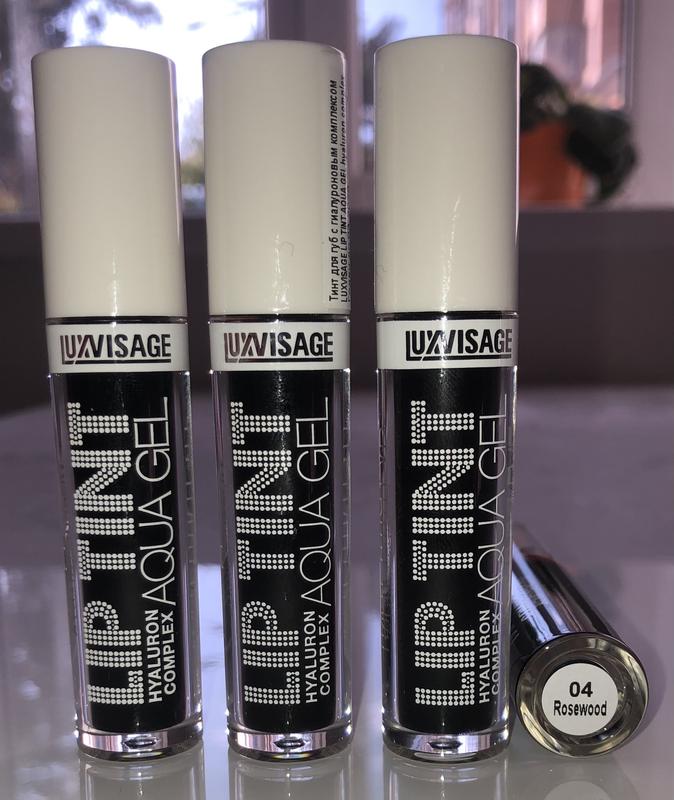 LUXVISAGE
LIP TINT
AQUA GEL
HYALURON
COMPLEX
Тинт для губ с гиалуроновым комплексом
LUXVISAGE LIP TINT AQUA GEL hyaluron complex
LUXVISAGE
LIP TINT
AQUA GEL
HYALURON
COMPLEX
LUXVISAGE
LIP TINT
AQUA GEL
HYALURON
COMPLEX
04
Rosewood